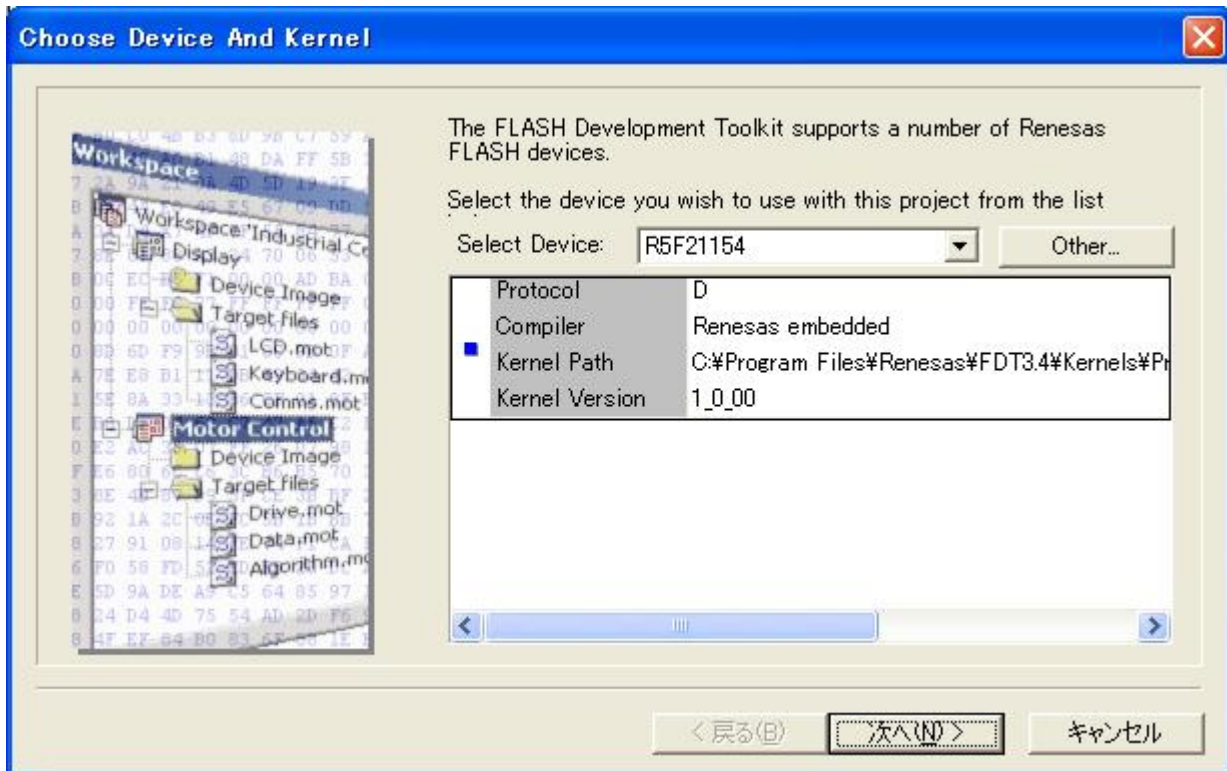 Choose Device And Kernel
The FLASH Development Toolkit supports a number of Renesas
FLASH devices.
Select the device you wish to use with this project from the list
Select Device:
R5F21154
Other...
Protocol D
Compiler Renesas embedded
Kernel Path C:¥Program Files¥Renesas¥FDT3.4¥Kernels¥Pr
Kernel Version 1_0_00
Workspace
Workspace 'Industrial Co
Display
Device Image
Target files
LCD.mot
Keyboard.mo
Comms.mot
Motor Control
Device Image
Target files
Drive.mot
Data.mot
Algorithm.mo
< 戻る(B)
次へ(N) >
キャンセル